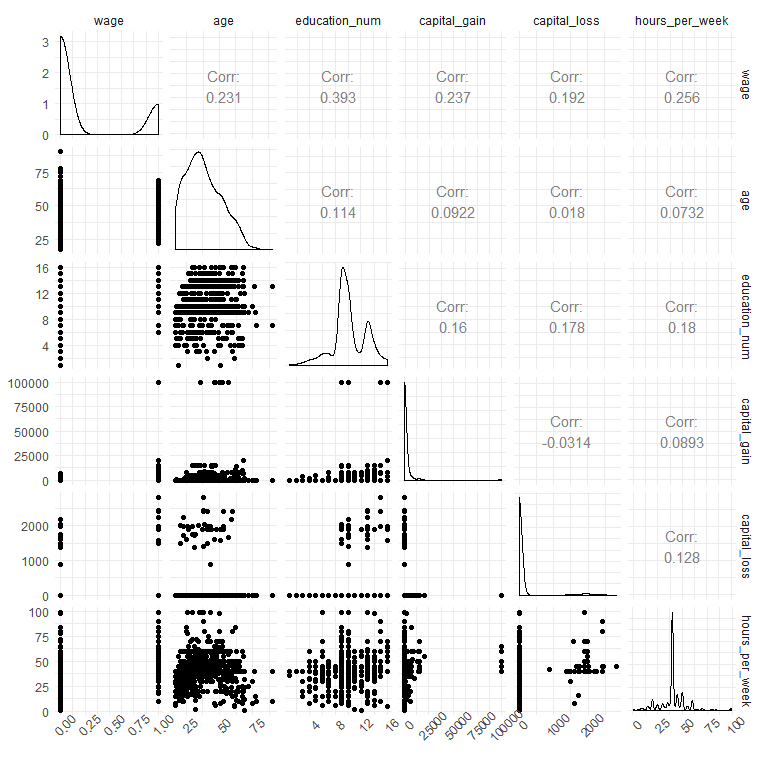 wage age education_num capital_gain capital_loss hours_per_week
3
2
1
0
Corr:
0.231
Corr:
0.393
Corr:
0.237
Corr:
0.192
Corr:
0.256
wage
75
50
25
Corr:
0.114
Corr:
0.0922
Corr:
0.018
Corr:
0.0732
age
16
12
8
4
Corr:
0.16
Corr:
0.178
Corr:
0.18
education_num
100000
75000
50000
25000
0
Corr:
-0.0314
Corr:
0.0893
capital_gain
2000
1000
0
Corr:
0.128
capital_loss
100
75
50
25
0
hours_per_week
0.00 0.25 0.50 0.75 1.00
25 50 75
4 8 12 16
0 25000 50000 75000 100000
0 1000 2000
0 25 50 75 100